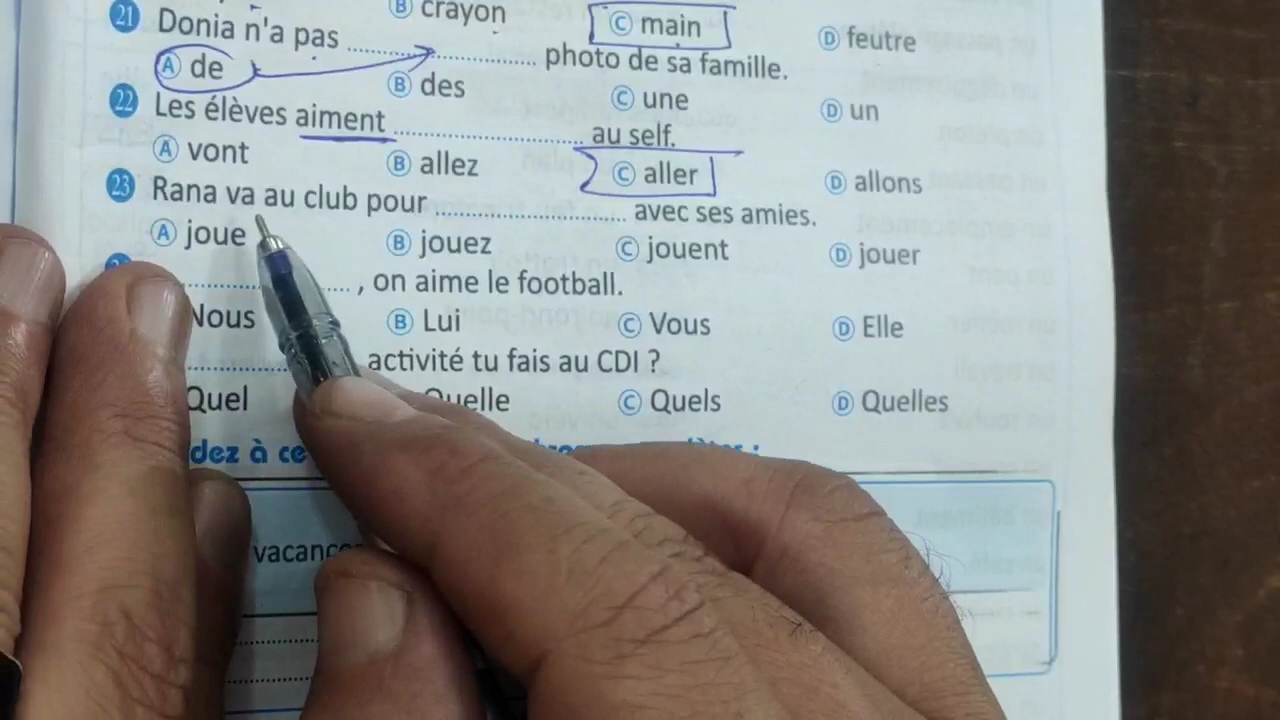 B crayon C main D feutre
21 Donia n'a pas ............ photo de sa famille.
A de B des C une D un
22 Les élèves aiment ............ au self.
A vont B allez C aller D allons
23 Rana va au club pour ............ avec ses amies.
A joue B jouez C jouent D jouer
............ , on aime le football.
Nous B Lui C Vous D Elle
............ activité tu fais au CDI ?
Quel Quelle C Quels D Quelles
dez à ce